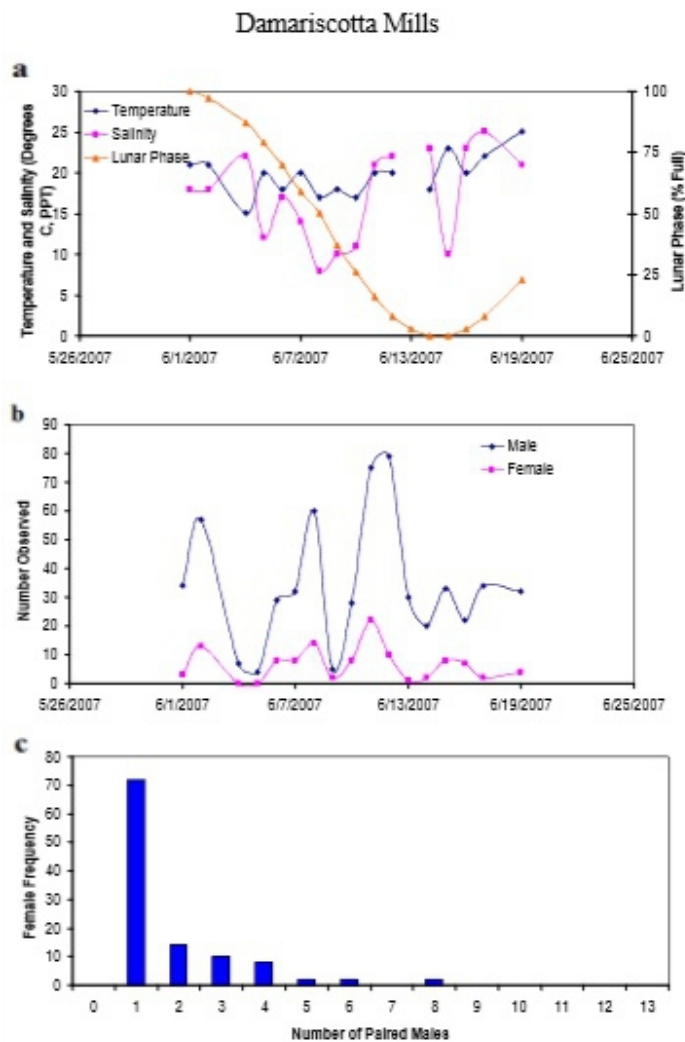 Damariscotta Mills
a
Temperature and Salinity (Degrees
C, PPT)
30
25
20
15
10
5
0
Temperature
Salinity
Lunar Phase
100
75
50
25
0
Lunar Phase (% Full)
5/26/2007 6/1/2007 6/7/2007 6/13/2007 6/19/2007 6/25/2007
b
Number Observed
90
80
70
60
50
40
30
20
10
0
Male
Female
5/26/2007 6/1/2007 6/7/2007 6/13/2007 6/19/2007 6/25/2007
c
Female Frequency
80
70
60
50
40
30
20
10
0
0 1 2 3 4 5 6 7 8 9 10 11 12 13
Number of Paired Males